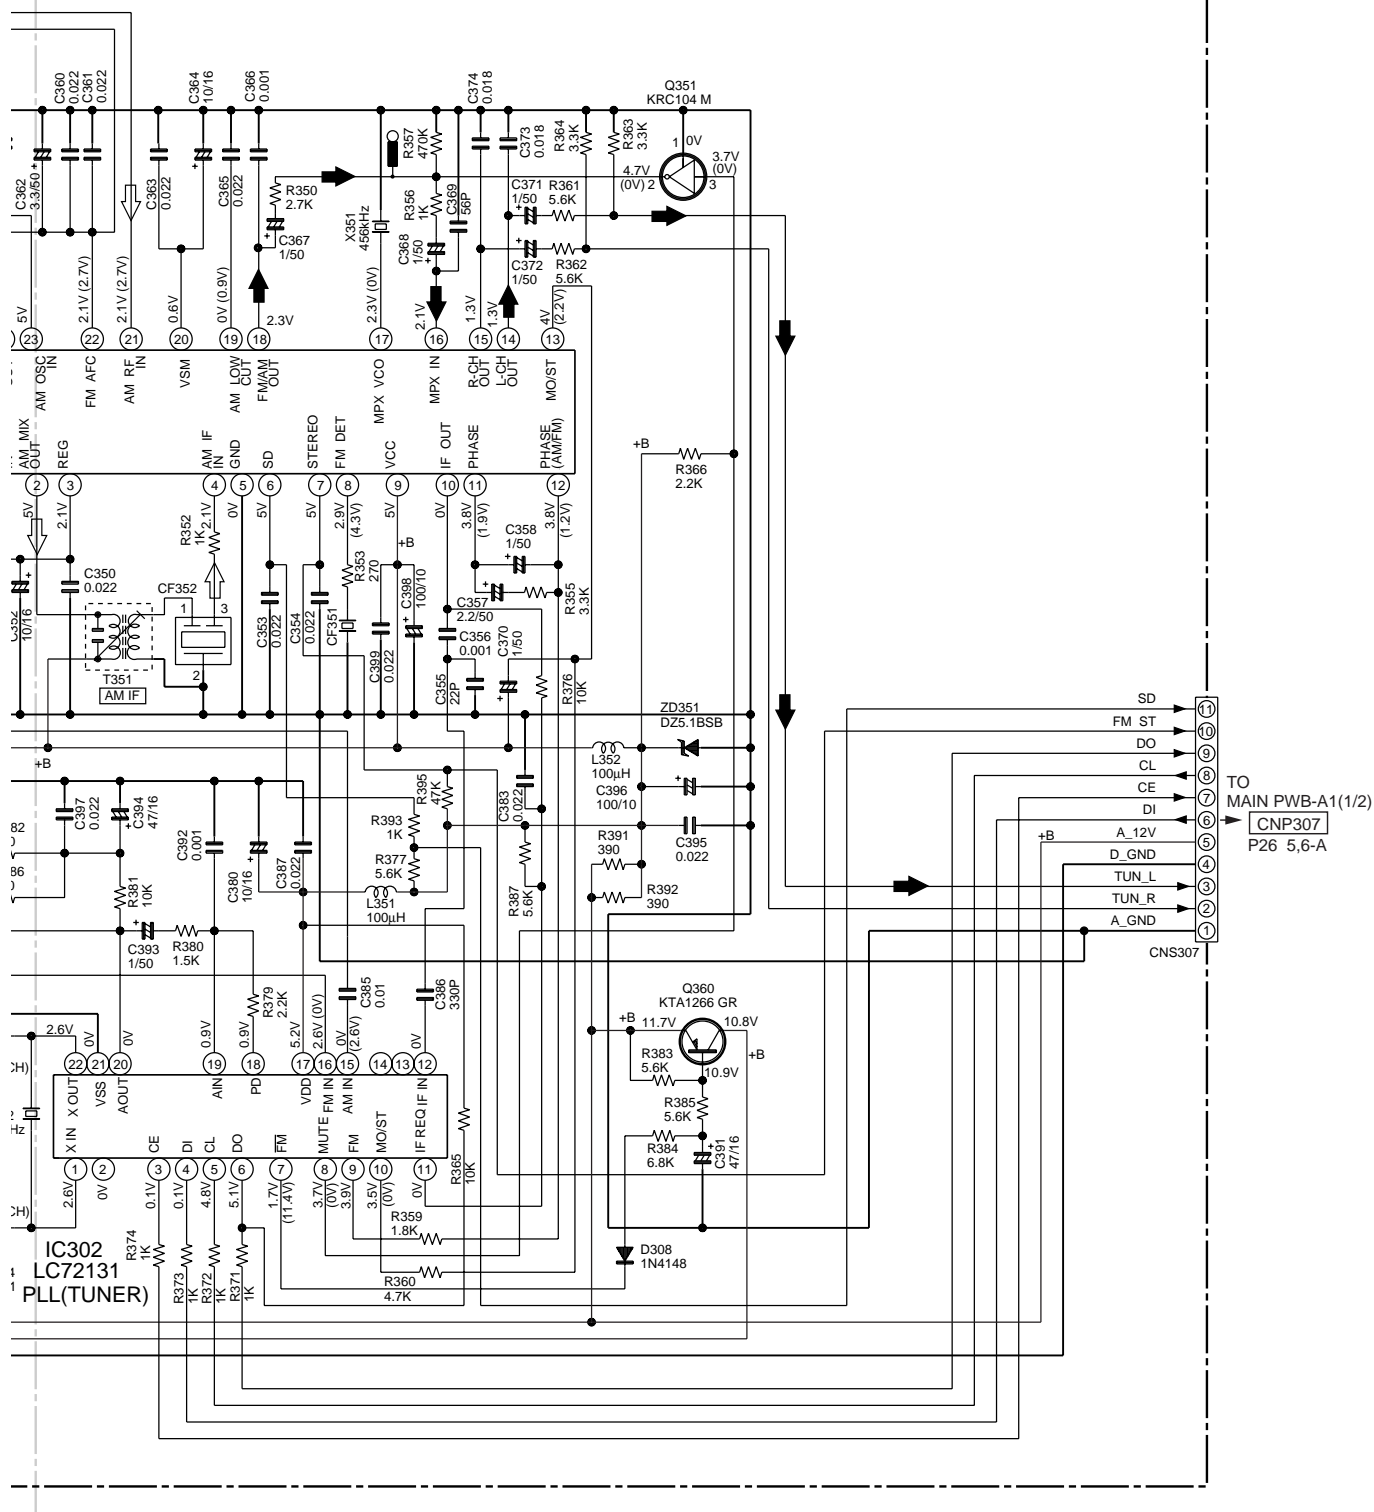 C360
0.022
C361
0.022
C364
10/16
C366
0.001
C374
0.018
Q351
KRC104 M
C362
3.3/50
+
C363
0.022
+
C365
0.022
R350
2.7K
+
C367
1/50
X351
456kHz
R357
470K
R356
1K
C369
56P
C368
1/50
+
C373
0.018
R364
3.3K
R363
3.3K
1
0V
4.7V
(0V)
2
3.7V
(0V)
3
C371
1/50
+
R361
5.6K
+
C372
1/50
R362
5.6K
5V
2.1V (2.7V)
2.1V (2.7V)
0.6V
0V (0.9V)
2.3V
2.3V (0V)
2.1V
1.3V
1.3V
4V
(2.2V)
23
22
21
20
19
18
17
16
15
14
13
AM OSC
IN
FM AFC
AM RF
IN
VSM
AM LOW
CUT
FM/AM
OUT
MPX VCO
MPX IN
R-CH
OUT
L-CH
OUT
MO/ST
AM MIX
OUT
REG
AM IF
IN
GND
SD
STEREO
FM DET
VCC
IF OUT
PHASE
PHASE
(AM/FM)
2
3
4
5
6
7
8
9
10
11
12
5V
2.1V
2.1V
0V
5V
5V
2.9V
(4.3V)
5V
0V
3.8V
(1.9V)
3.8V
(1.2V)
+B
R366
2.2K
R352
1K
+B
C358
1/50
+
C352
10/16
+
C350
0.022
CF352
1
3
2
T351
AM IF
C353
0.022
C354
0.022
R353
270
CF351
C398
100/10
+
C399
0.022
+
C357
2.2/50
R355
3.3K
C356
0.001
C370
1/50
+
C355
22P
R376
10K
ZD351
DZ5.1BSB
+B
L352
100μH
C396
100/10
+
C397
0.022
C394
47/16
+
82
0
86
0
C392
0.001
C380
10/16
+
C387
0.022
R395
47K
R393
1K
R377
5.6K
L351
100μH
C383
0.022
R387
5.6K
R391
390
C395
0.022
R392
390
R381
10K
+
C393
1/50
R380
1.5K
R379
2.2K
C385
0.01
C386
330P
SD
11
FM ST
10
DO
9
CL
8
CE
7
DI
6
A_12V
+B
5
D_GND
4
TUN_L
3
TUN_R
2
A_GND
1
CNS307
TO
MAIN PWB-A1(1/2)
CNP307
P26 5,6-A
2.6V
0V
0V
0.9V
0.9V
5.2V
2.6V (0V)
0V
(2.6V)
0V
22
21
20
19
18
17
16
15
14
13
12
X OUT
VSS
AOUT
AIN
PD
VDD
FM IN
AM IN
IF IN
X IN
CE
DI
CL
DO
FM
MUTE
FM
MO/ST
IF REQ
1
2
3
4
5
6
7
8
9
10
11
2.6V
0V
0.1V
0.1V
4.8V
5.1V
1.7V
(11.4V)
3.7V
(0V)
3.9V
3.5V
(0V)
0V
R365
10K
Q360
KTA1266 GR
+B
11.7V
10.8V
+B
10.9V
R383
5.6K
R385
5.6K
R384
6.8K
C391
47/16
+
D308
1N4148
CH)
Hz
CH)
IC302
LC72131
PLL(TUNER)
R374
1K
R373
1K
R372
1K
R371
1K
R359
1.8K
R360
4.7K